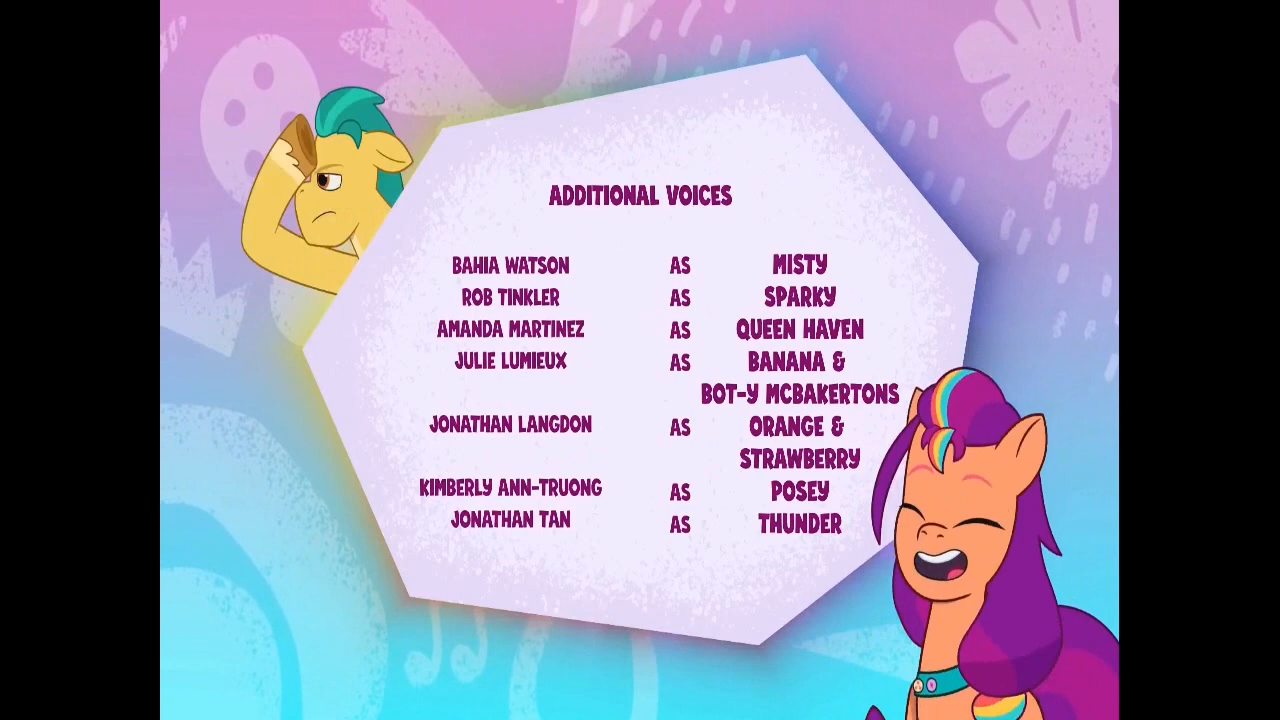 ADDITIONAL VOICES
BAHIA WATSON AS MISTY
ROB TINKLER AS SPARKY
AMANDA MARTINEZ AS QUEEN HAVEN
JULIE LUMIEUX AS BANANA &
BOT-Y MCBAKERTONS
JONATHAN LANGDON AS ORANGE &
STRAWBERRY
KIMBERLY ANN-TRUONG AS POSEY
JONATHAN TAN AS THUNDER